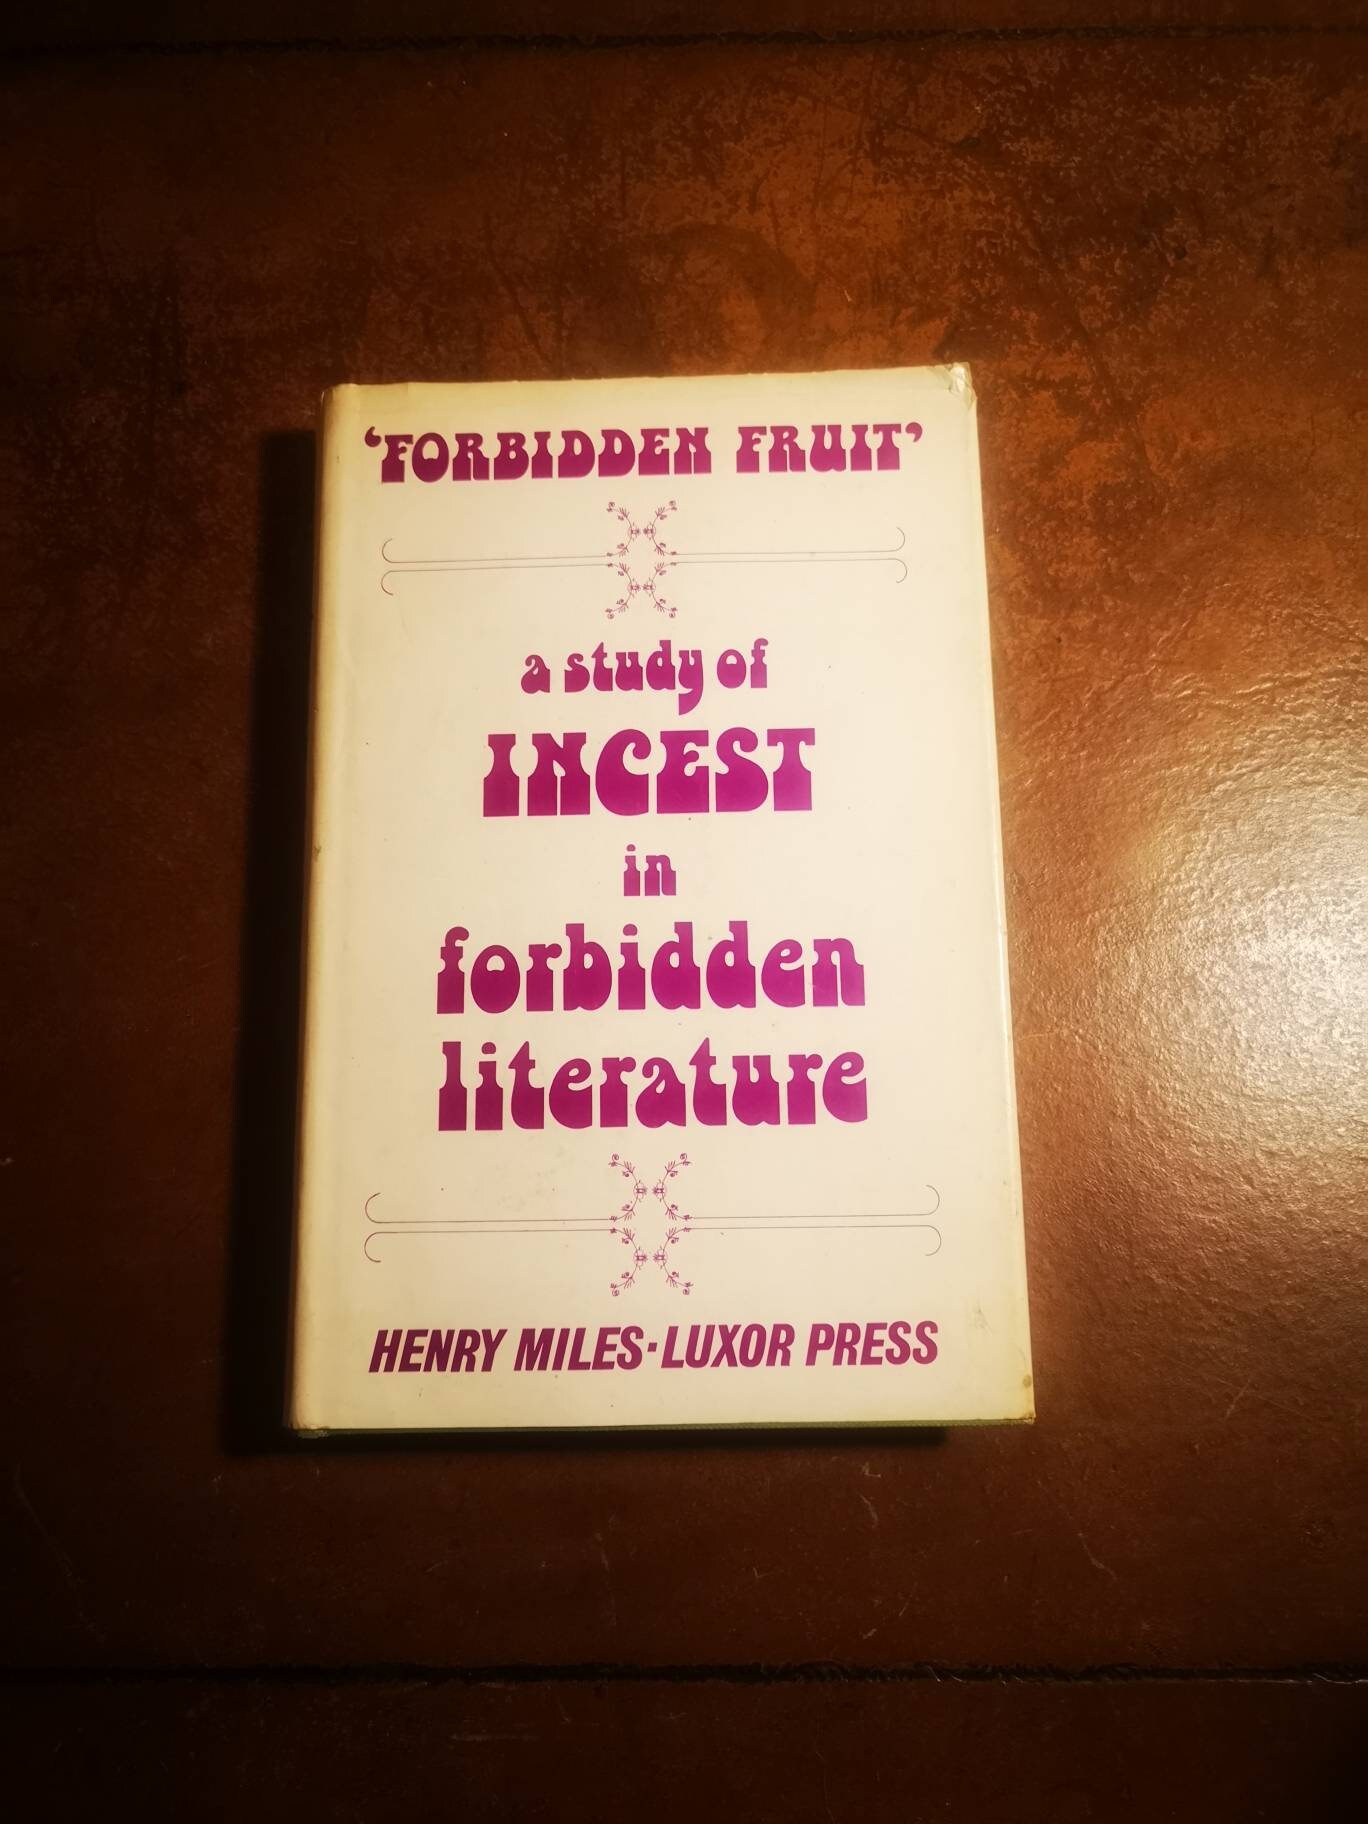 ‘FORBIDDEN FRUIT’
a study of
INCEST
in
forbidden
literature
HENRY MILES·LUXOR PRESS